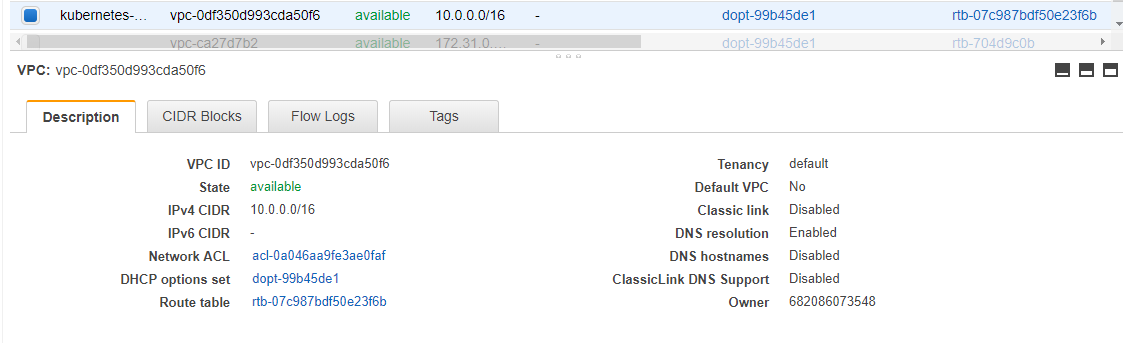 kubernetes-... vpc-0df350d993cda50f6 available 10.0.0.0/16 - dopt-99b45de1 rtb-07c987bdf50e23f6b
vpc-ca27d7b2 available 172.31.0.... - dopt-99b45de1 rtb-704d9c0b
VPC: vpc-0df350d993cda50f6
Description CIDR Blocks Flow Logs Tags
VPC ID vpc-0df350d993cda50f6 Tenancy default
State available Default VPC No
IPv4 CIDR 10.0.0.0/16 Classic link Disabled
IPv6 CIDR - DNS resolution Enabled
Network ACL acl-0a046aa9fe3ae0faf DNS hostnames Disabled
DHCP options set dopt-99b45de1 ClassicLink DNS Support Disabled
Route table rtb-07c987bdf50e23f6b Owner 682086073548